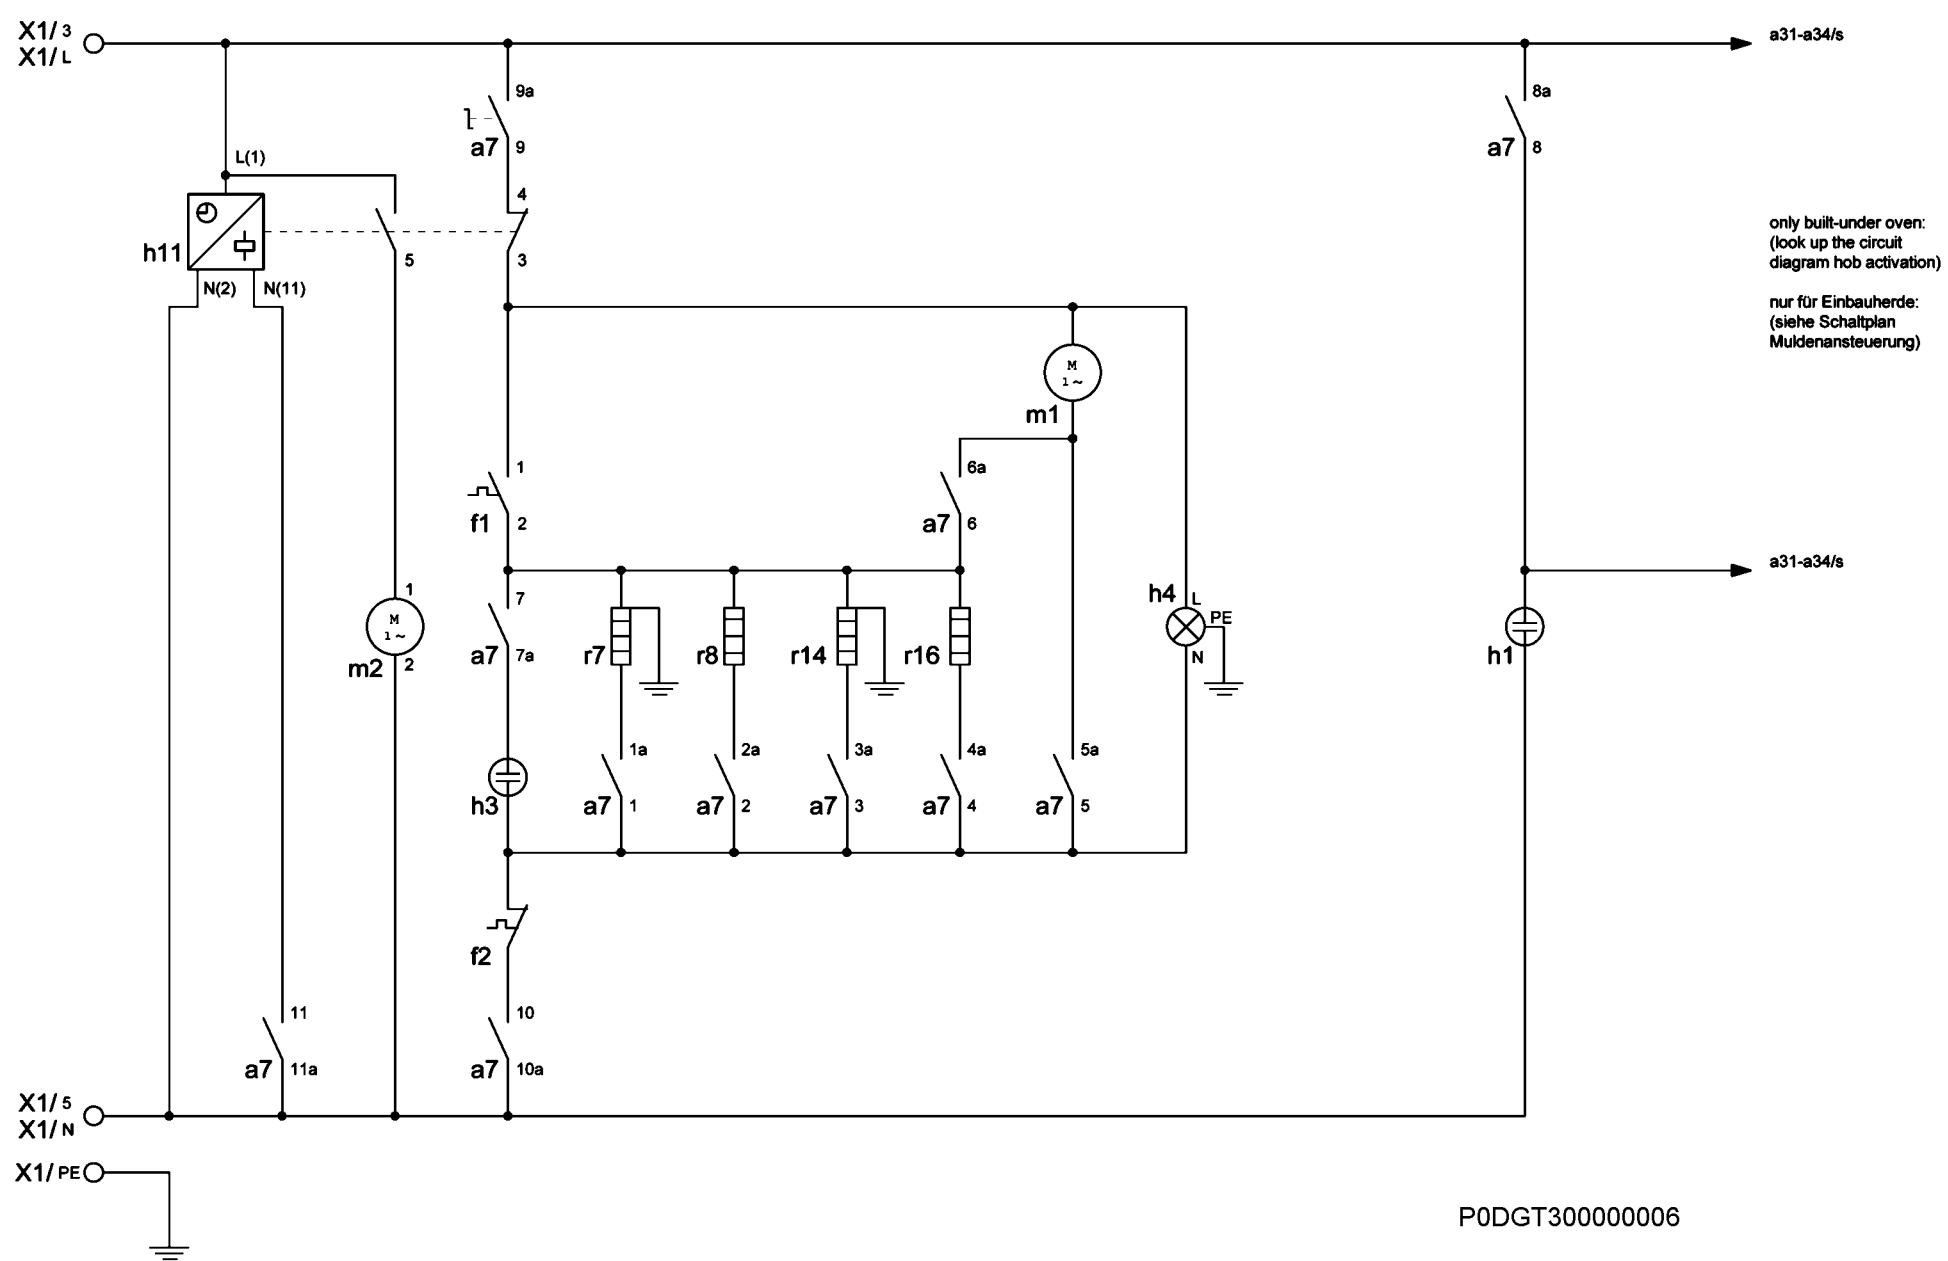 X1/ 3
X1/ L
a31-a34/s
9a
a7 9
8a
a7 8
L(1)
4
h11
5
3
N(2) N(11)
only built-under oven:
(look up the circuit
diagram hob activation)
nur für Einbauherde:
(siehe Schaltplan
Muldenansteuerung)
M
1~
m1
1
f1 2
6a
a7 6
a31-a34/s
1
M
1~
m2 2
7
a7 7a
r7
r8
r14
r16
h4 L
PE
N
h1
h3
1a
a7 1
2a
a7 2
3a
a7 3
4a
a7 4
5a
a7 5
f2
11
a7 11a
10
a7 10a
X1/ 5
X1/ N
X1/ PE
P0DGT300000006